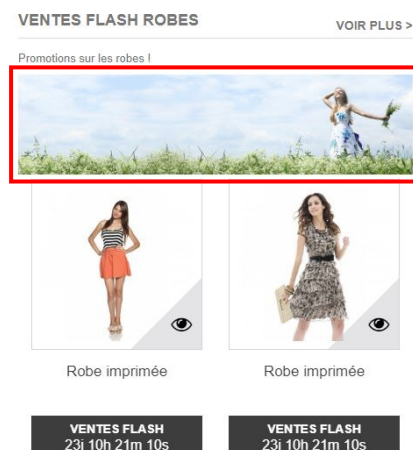 VENTES FLASH ROBES
VOIR PLUS >
Promotions sur les robes !
Robe imprimée
Robe imprimée
VENTES FLASH
23j 10h 21m 10s
VENTES FLASH
23j 10h 21m 10s